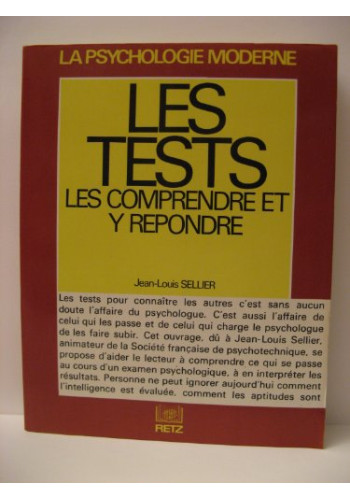 LA PSYCHOLOGIE MODERNE
LES
TESTS
LES COMPRENDRE ET
Y REPONDRE
Jean-Louis SELLIER
Les tests pour connaître les autres c'est sans aucun
doute l'affaire du psychologue. C'est aussi l'affaire de
celui qui les passe et de celui qui charge le psychologue
de les faire subir. Cet ouvrage, dû à Jean-Louis Sellier,
animateur de la Société française de psychotechnique, se
propose d'aider le lecteur à comprendre ce qui se passe
au cours d'un examen psychologique, à en interpréter les
résultats. Personne ne peut ignorer aujourd'hui comment
l'intelligence est évaluée, comment les aptitudes sont
RETZ